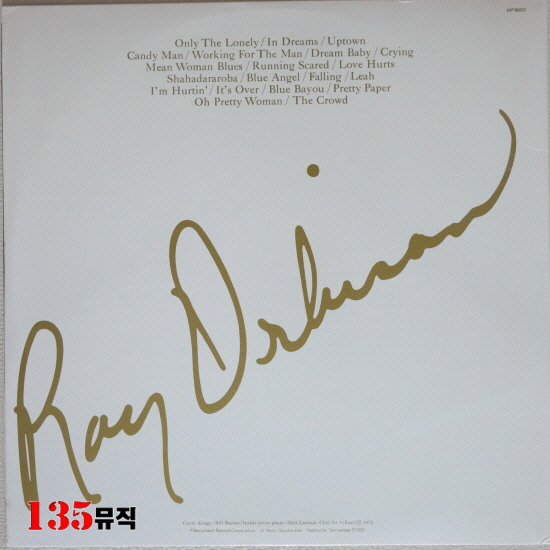 Only The Lonely / In Dreams / Uptown
Candy Man / Working For The Man / Dream Baby / Crying
Mean Woman Blues / Running Scared / Love Hurts
Shahadararoba / Blue Angel / Falling / Leah
I'm Hurtin' / It's Over / Blue Bayou / Pretty Paper
Oh Pretty Woman / The Crowd
Roy Orbison
135뮤직